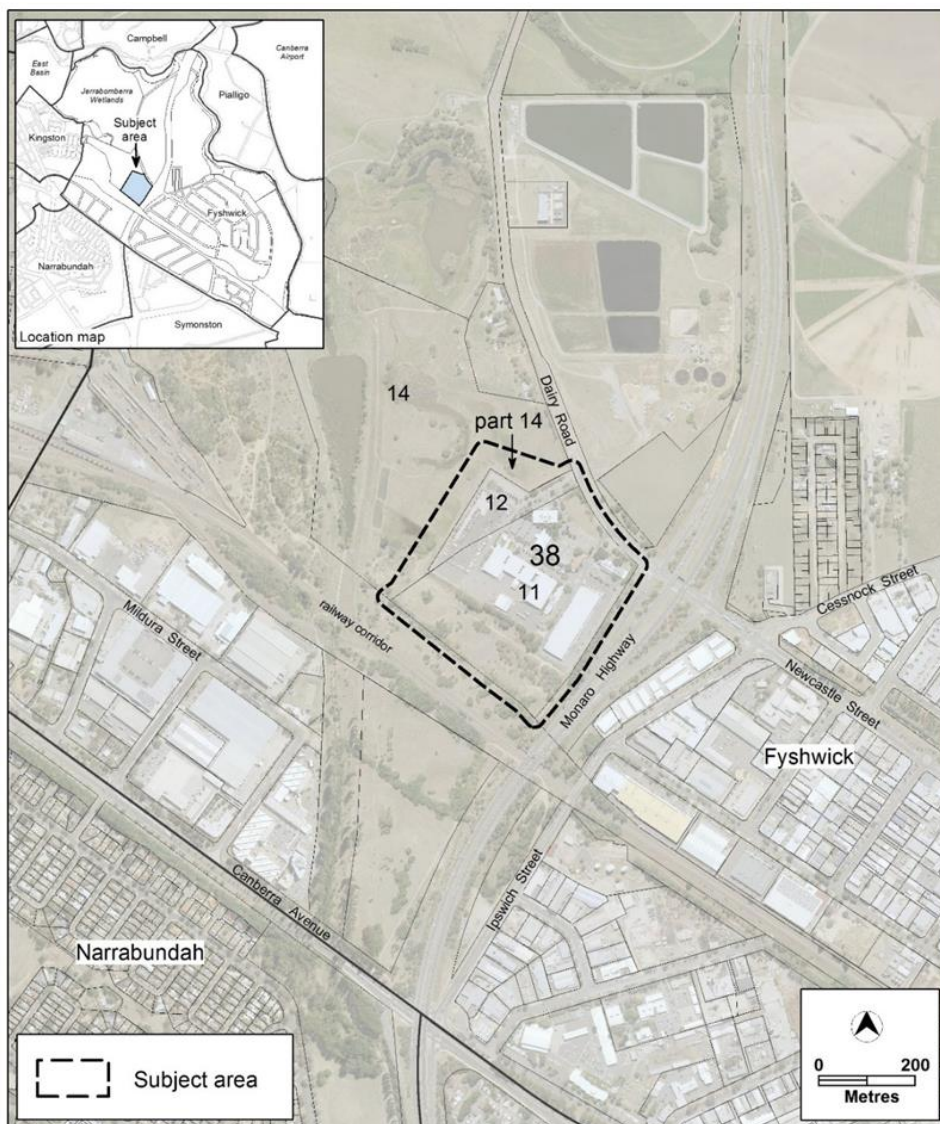 Campbell
East
Basin
Canberra
Airport
Jerrabomberra
Wetlands
Pialligo
Kingston
Subject
area
Fyshwick
Narrabundah
Symonston
Location map
14
part 14
Dairy Road
12
38
11
railway corridor
Mildura Street
Monaro Highway
Cessnock Street
Newcastle Street
Fyshwick
Ipswich Street
Canberra Avenue
Narrabundah
Subject area
0 200
Metres